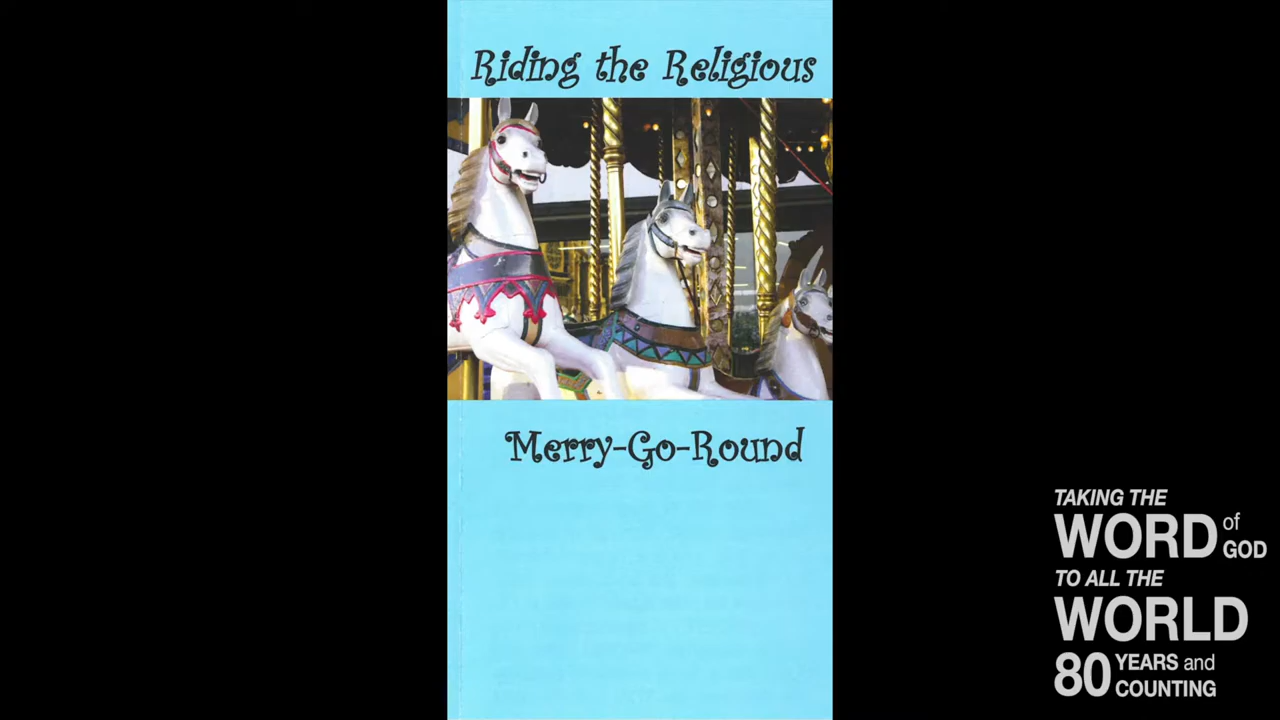 Riding the Religious
Merry-Go-Round
TAKING THE
WORD of GOD
TO ALL THE
WORLD
80 YEARS and COUNTING